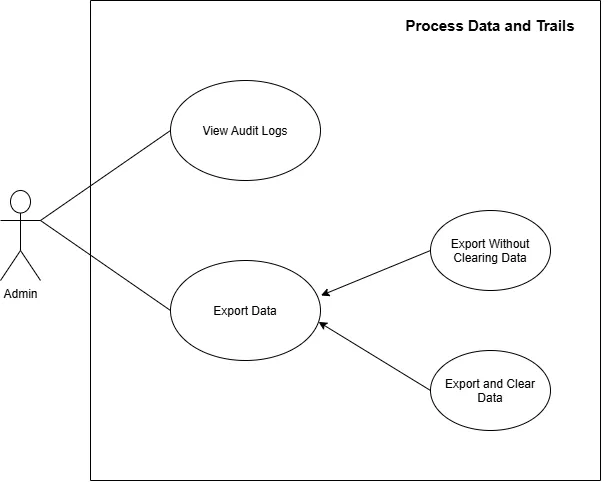 Process Data and Trails
View Audit Logs
Admin
Export Data
Export Without
Clearing Data
Export and Clear
Data